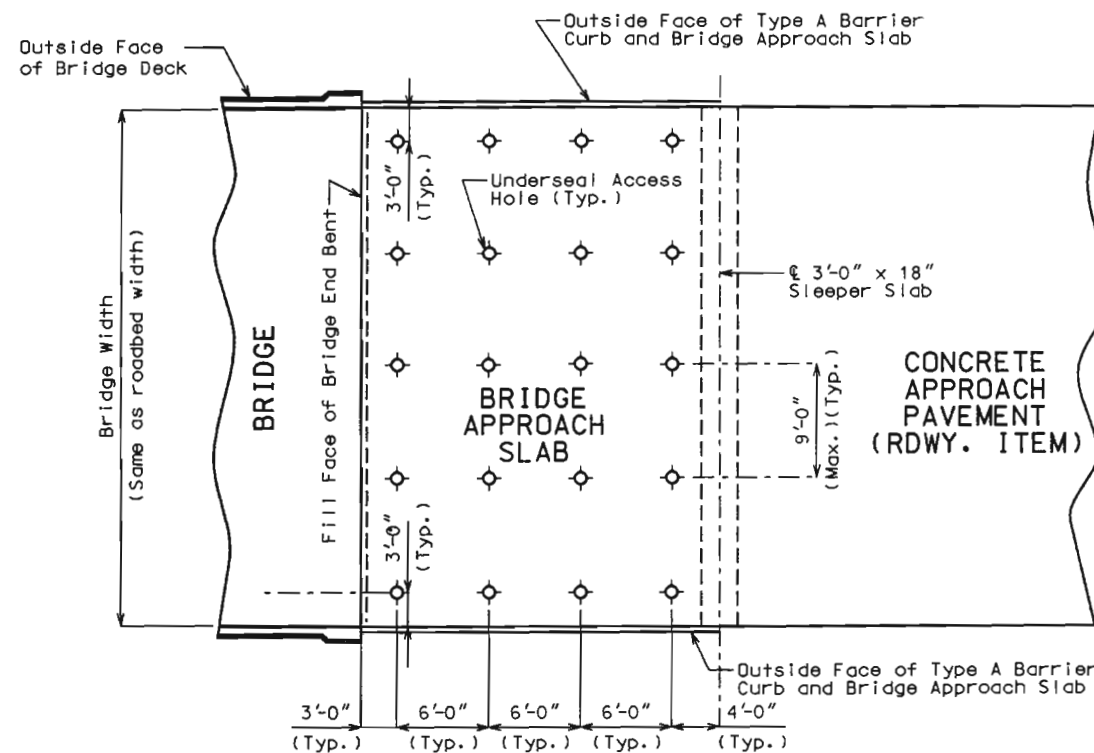 Outside Face of Type A Barrier
Curb and Bridge Approach Slab
Outside Face
of Bridge Deck
3'-0"
(Typ.)
Underseal Access
Hole (Typ.)
Bridge Width
(Same as roadbed width)
BRIDGE
Fill Face of Bridge End Bent
℄ 3'-0" x 18"
Sleeper Slab
BRIDGE
APPROACH
SLAB
9'-0"
(Max.)(Typ.)
CONCRETE
APPROACH
PAVEMENT
(RDWY. ITEM)
3'-0"
(Typ.)
Outside Face of Type A Barrier
Curb and Bridge Approach Slab
3'-0" 6'-0" 6'-0" 6'-0" 4'-0"
(Typ.) (Typ.) (Typ.) (Typ.) (Typ.)